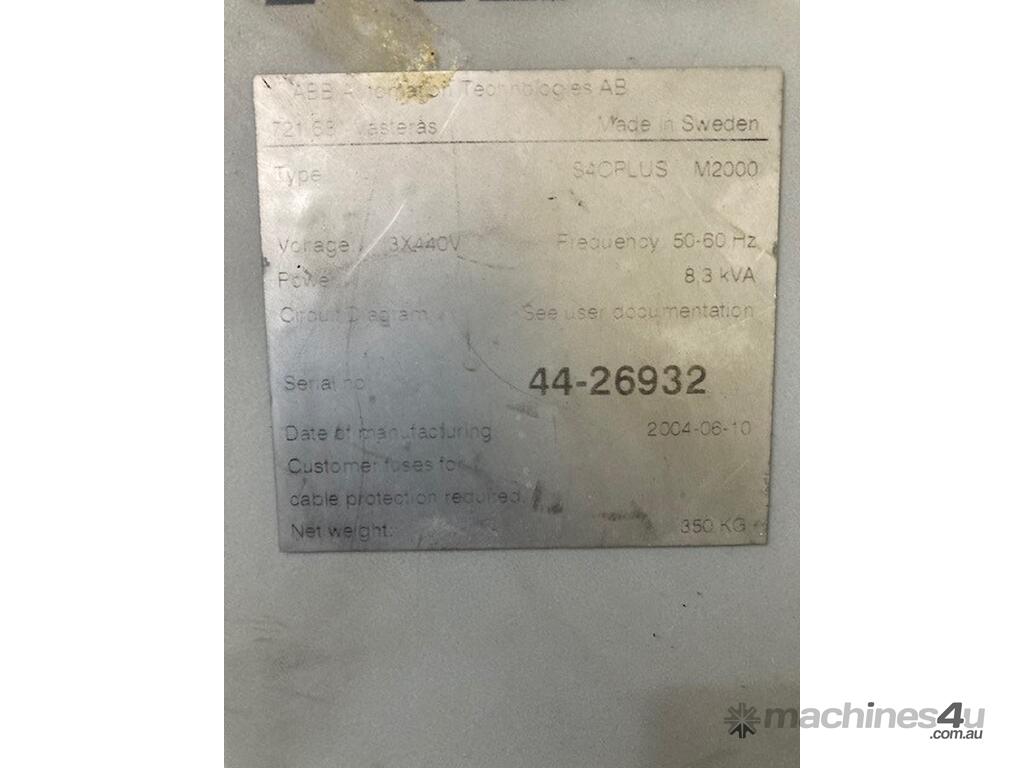 ABB Automation Technologies AB
721 68 Västerås Made in Sweden
Type S4CPLUS M2000
Voltage 3X440V Frequency 50-60 Hz
Power 8.3 kVA
Circuit Diagram See user documentation
Serial no 44-26932
Date of manufacturing 2004-06-10
Customer fuses for
cable protection required.
Net weight: 350 KG
machines4u
.com.au